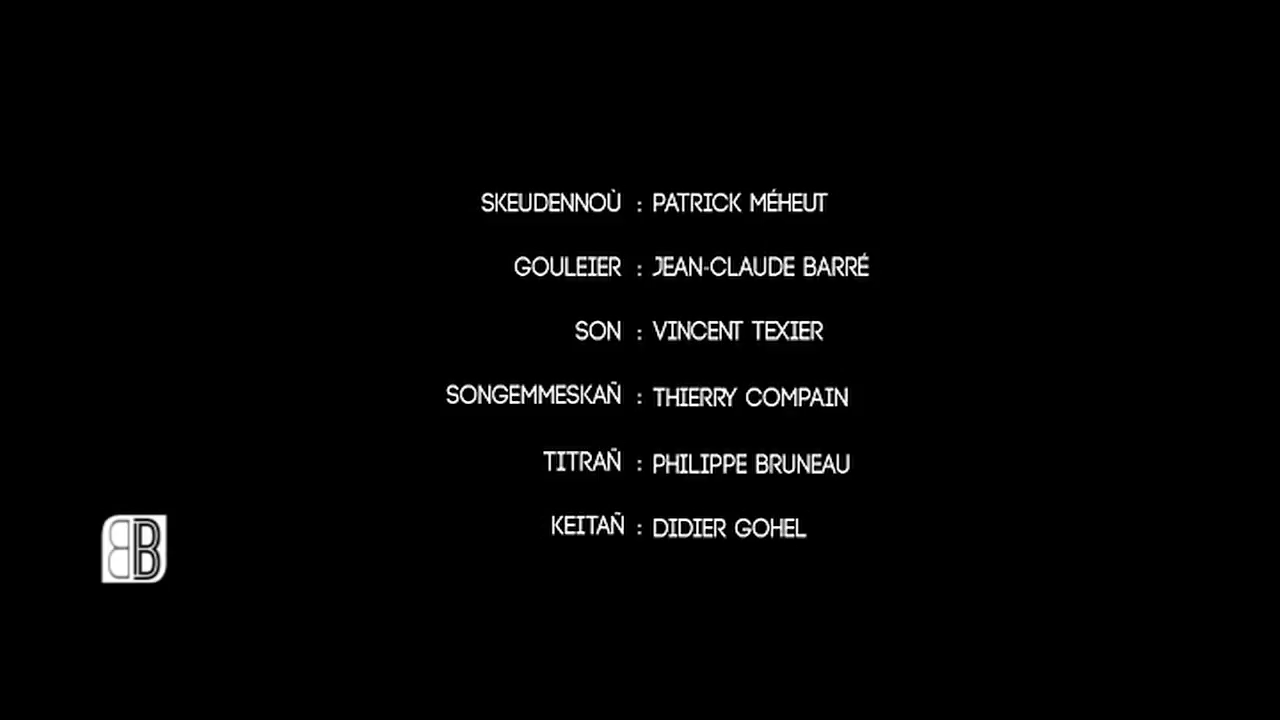 SKEUDENNOÙ : PATRICK MÉHEUT
GOULEIER : JEAN-CLAUDE BARRÉ
SON : VINCENT TEXIER
SONGEMMESKAÑ : THIERRY COMPAIN
TITRAÑ : PHILIPPE BRUNEAU
KEITAÑ : DIDIER GOHEL
B